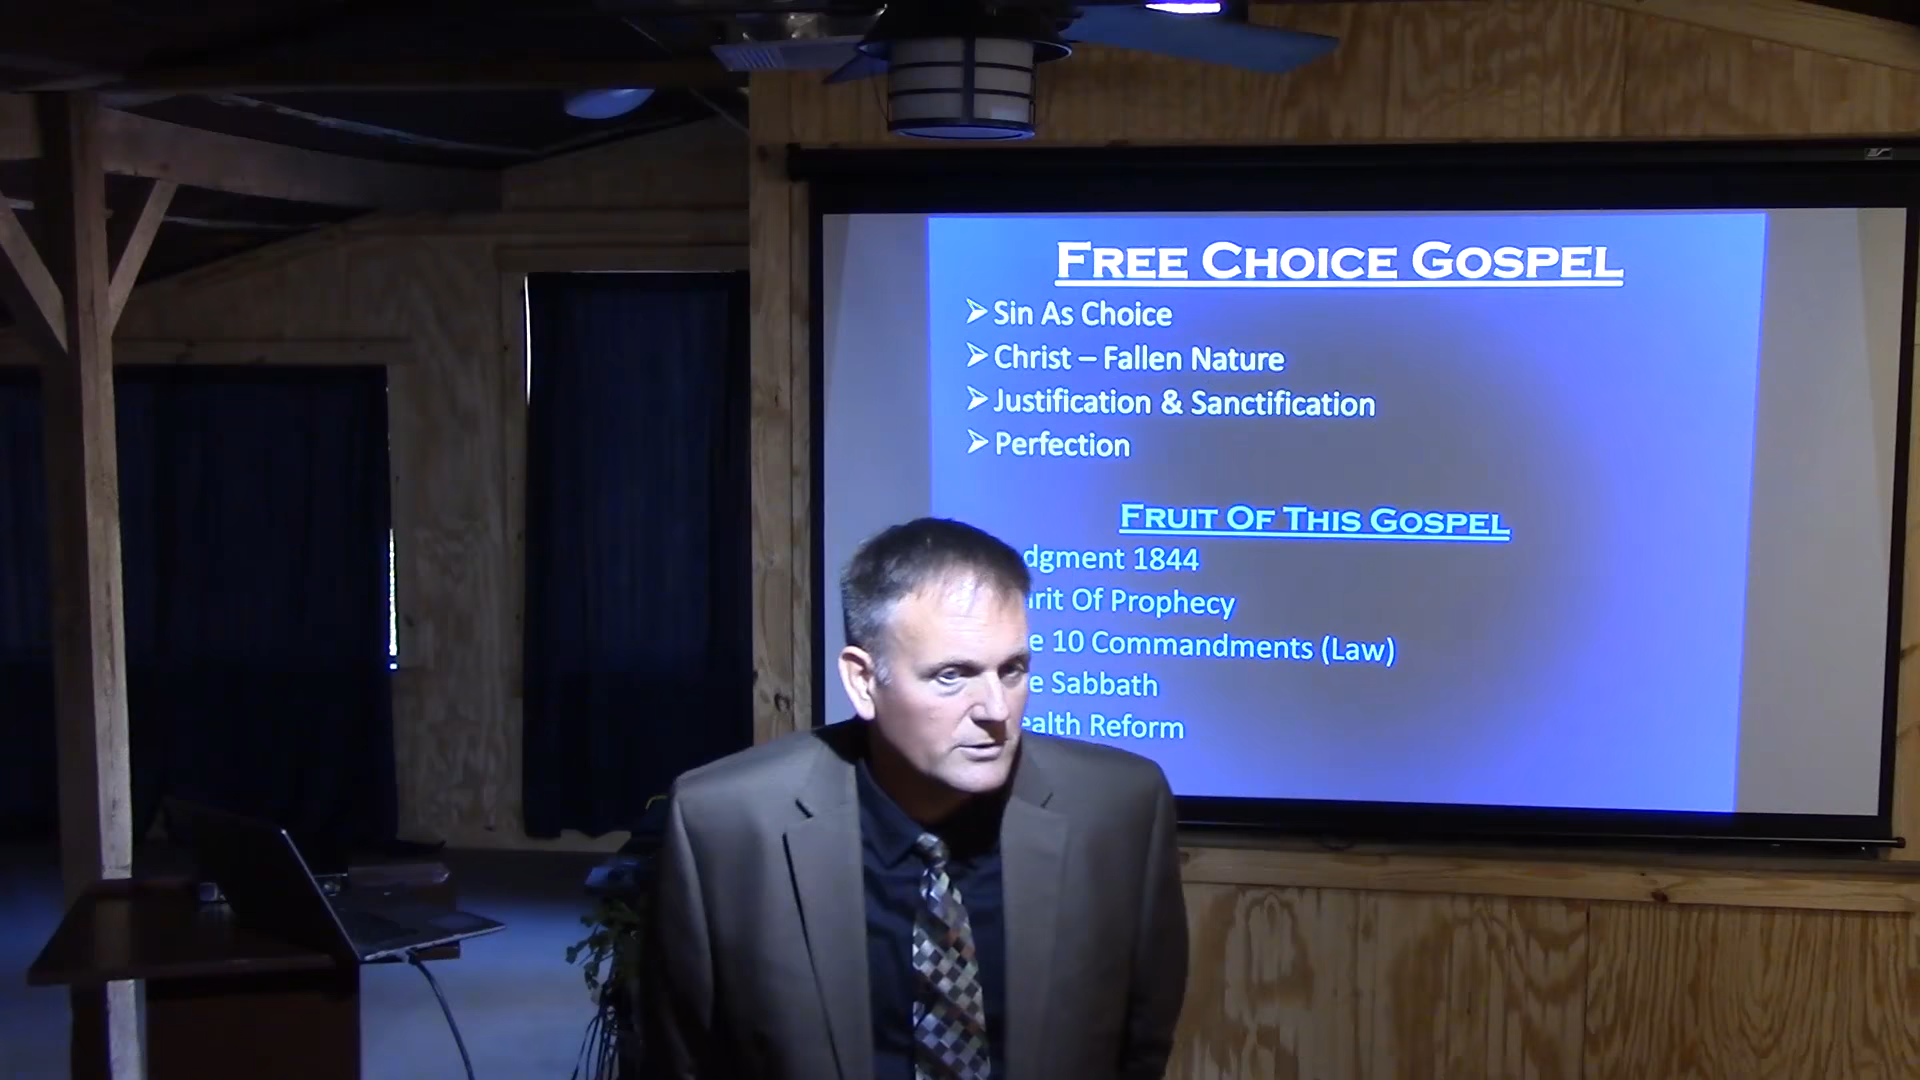 FREE CHOICE GOSPEL
Sin As Choice
Christ – Fallen Nature
Justification & Sanctification
Perfection
FRUIT OF THIS GOSPEL
dgment 1844
irit Of Prophecy
e 10 Commandments (Law)
e Sabbath
ealth Reform